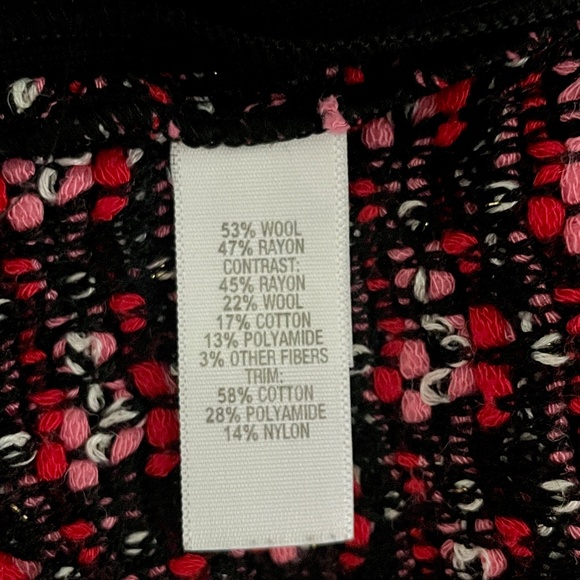 53% WOOL
47% RAYON
CONTRAST:
45% RAYON
22% WOOL
17% COTTON
13% POLYAMIDE
3% OTHER FIBERS
TRIM:
58% COTTON
28% POLYAMIDE
14% NYLON